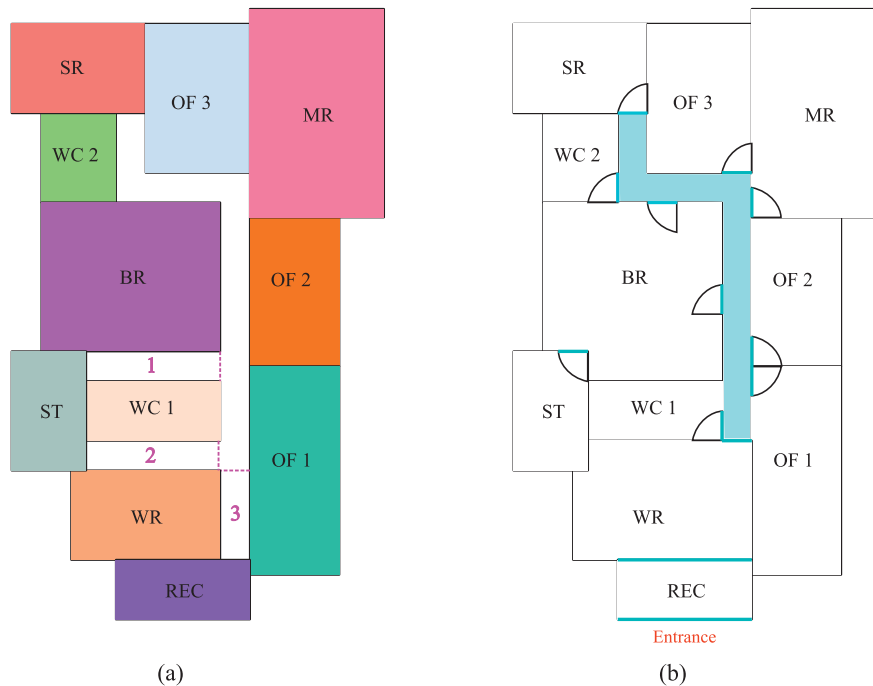 SR
OF 3
MR
WC 2
BR
OF 2
1
ST
WC 1
2
OF 1
WR
3
REC
(a)
SR
OF 3
MR
WC 2
BR
OF 2
ST
WC 1
OF 1
WR
REC
Entrance
(b)